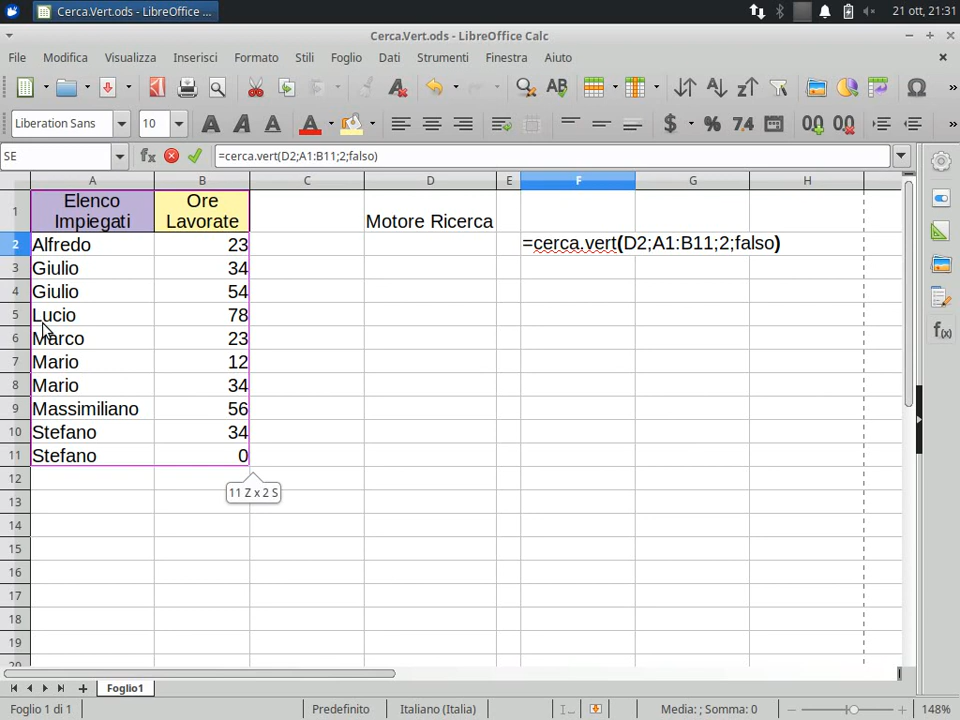 Cerca.Vert.ods - LibreOffice ...
21 ott, 21:31
Cerca.Vert.ods - LibreOffice Calc
File Modifica Visualizza Inserisci Formato Stili Foglio Dati Strumenti Finestra Aiuto
Liberation Sans 10
SE =cerca.vert(D2;A1:B11;2;falso)
A B C D E F G H
1 Elenco Impiegati Ore Lavorate Motore Ricerca
2 Alfredo 23 =cerca.vert(D2;A1:B11;2;falso)
3 Giulio 34
4 Giulio 54
5 Lucio 78
6 Marco 23
7 Mario 12
8 Mario 34
9 Massimiliano 56
10 Stefano 34
11 Stefano 0
12
11 Z x 2 S
13
14
15
16
17
18
19
20
Foglio1
Foglio 1 di 1 Predefinito Italiano (Italia) Media: ; Somma: 0 148%